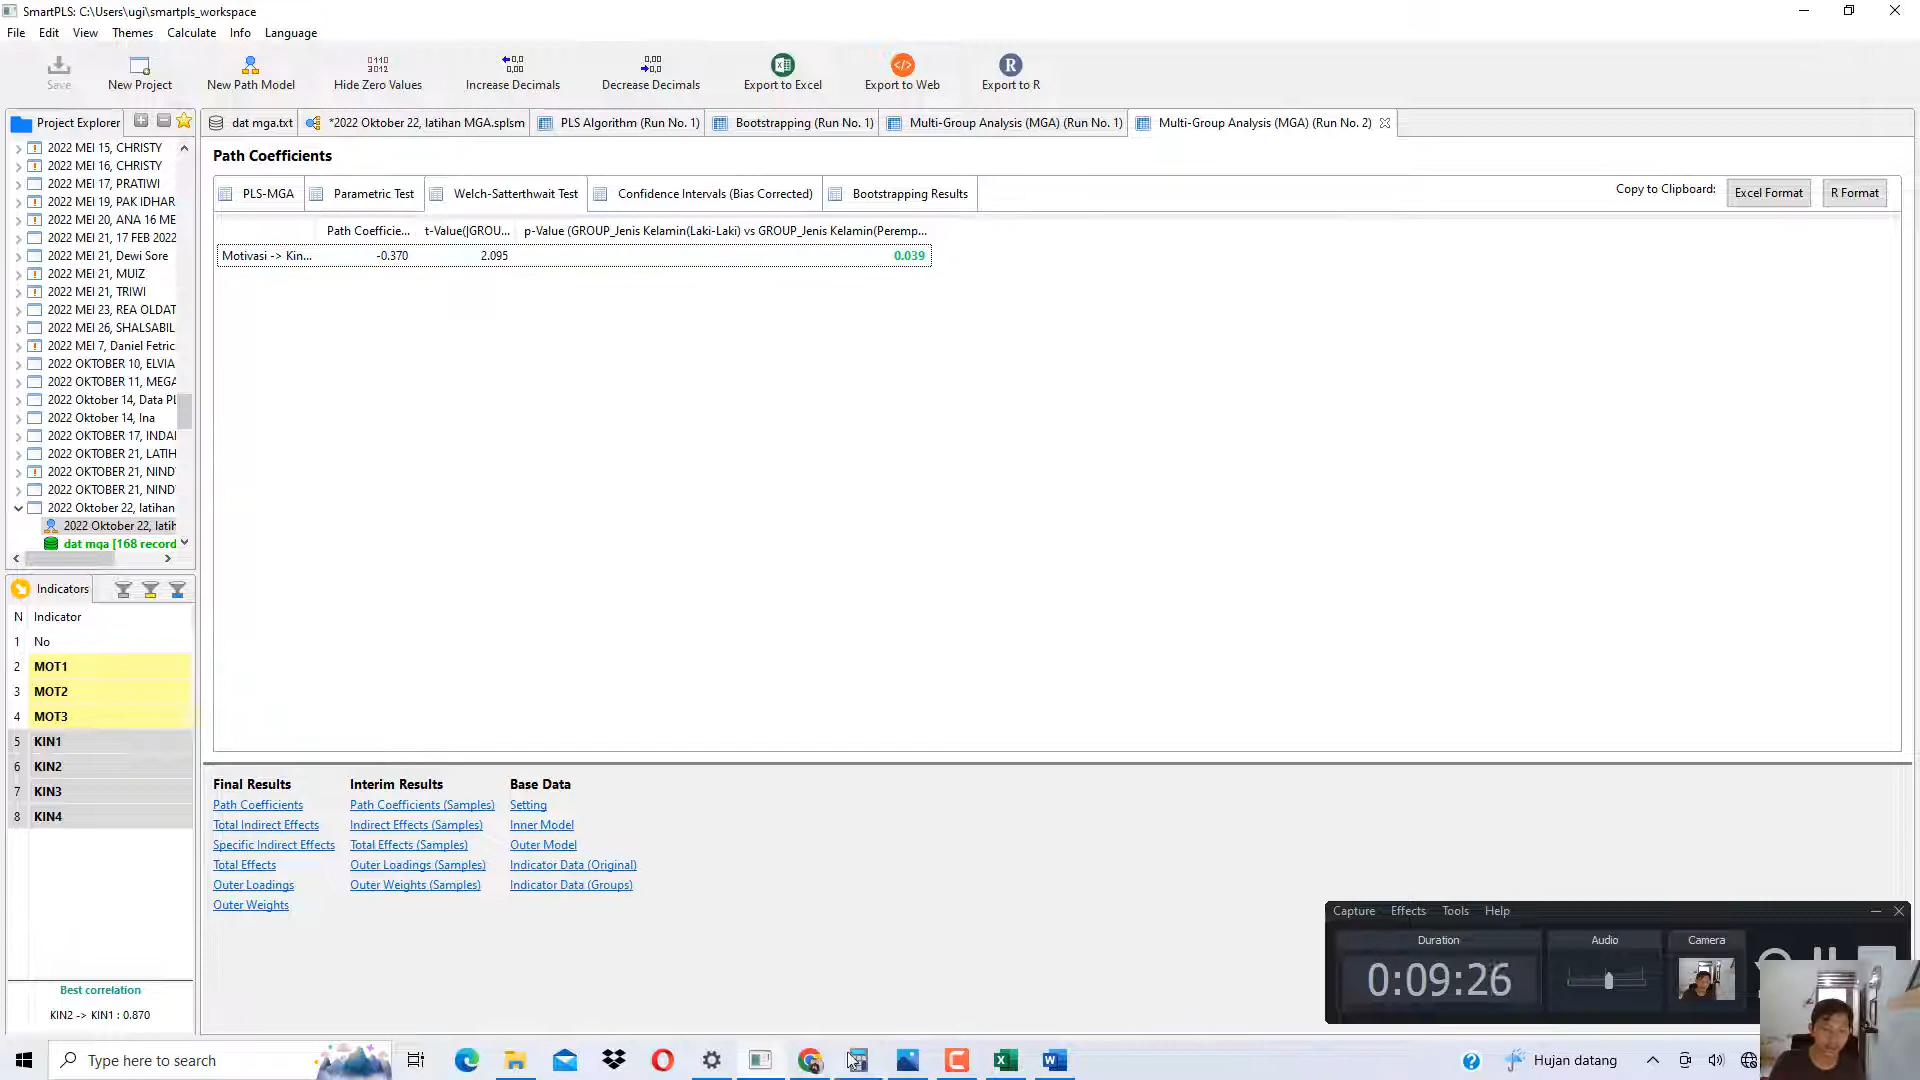 SmartPLS: C:\Users\ugi\smartpls_workspace
File Edit View Themes Calculate Info Language
Save New Project New Path Model Hide Zero Values Increase Decimals Decrease Decimals Export to Excel Export to Web Export to R
Project Explorer
dat mga.txt *2022 Oktober 22, latihan MGA.splsm PLS Algorithm (Run No. 1) Bootstrapping (Run No. 1) Multi-Group Analysis (MGA) (Run No. 1) Multi-Group Analysis (MGA) (Run No. 2)
2022 MEI 15, CHRISTY
2022 MEI 16, CHRISTY
2022 MEI 17, PRATIWI
2022 MEI 19, PAK IDHAR
2022 MEI 20, ANA 16 ME
2022 MEI 21, 17 FEB 2022
2022 MEI 21, Dewi Sore
2022 MEI 21, MUIZ
2022 MEI 21, TRIWI
2022 MEI 23, REA OLDAT
2022 MEI 26, SHALSABIL
2022 MEI 7, Daniel Fetric
2022 OKTOBER 10, ELVIA
2022 OKTOBER 11, MEGA
2022 Oktober 14, Data PL
2022 Oktober 14, Ina
2022 OKTOBER 17, INDA
2022 OKTOBER 21, LATIH
2022 OKTOBER 21, NIND
2022 OKTOBER 21, NIND
2022 Oktober 22, latihan
2022 Oktober 22, latih
dat mga [168 record
Path Coefficients
PLS-MGA Parametric Test Welch-Satterthwait Test Confidence Intervals (Bias Corrected) Bootstrapping Results
Copy to Clipboard: Excel Format R Format
Path Coefficie... t-Value(|GROU... p-Value (GROUP_Jenis Kelamin(Laki-Laki) vs GROUP_Jenis Kelamin(Peremp...
Motivasi -> Kin... -0.370 2.095 0.039
Indicators
N Indicator
1 No
2 MOT1
3 MOT2
4 MOT3
5 KIN1
6 KIN2
7 KIN3
8 KIN4
Best correlation
KIN2 -> KIN1 : 0.870
Final Results
Path Coefficients
Total Indirect Effects
Specific Indirect Effects
Total Effects
Outer Loadings
Outer Weights
Interim Results
Path Coefficients (Samples)
Indirect Effects (Samples)
Total Effects (Samples)
Outer Loadings (Samples)
Outer Weights (Samples)
Base Data
Setting
Inner Model
Outer Model
Indicator Data (Original)
Indicator Data (Groups)
Capture Effects Tools Help
Duration Audio Camera
0:09:26
Type here to search
Hujan datang